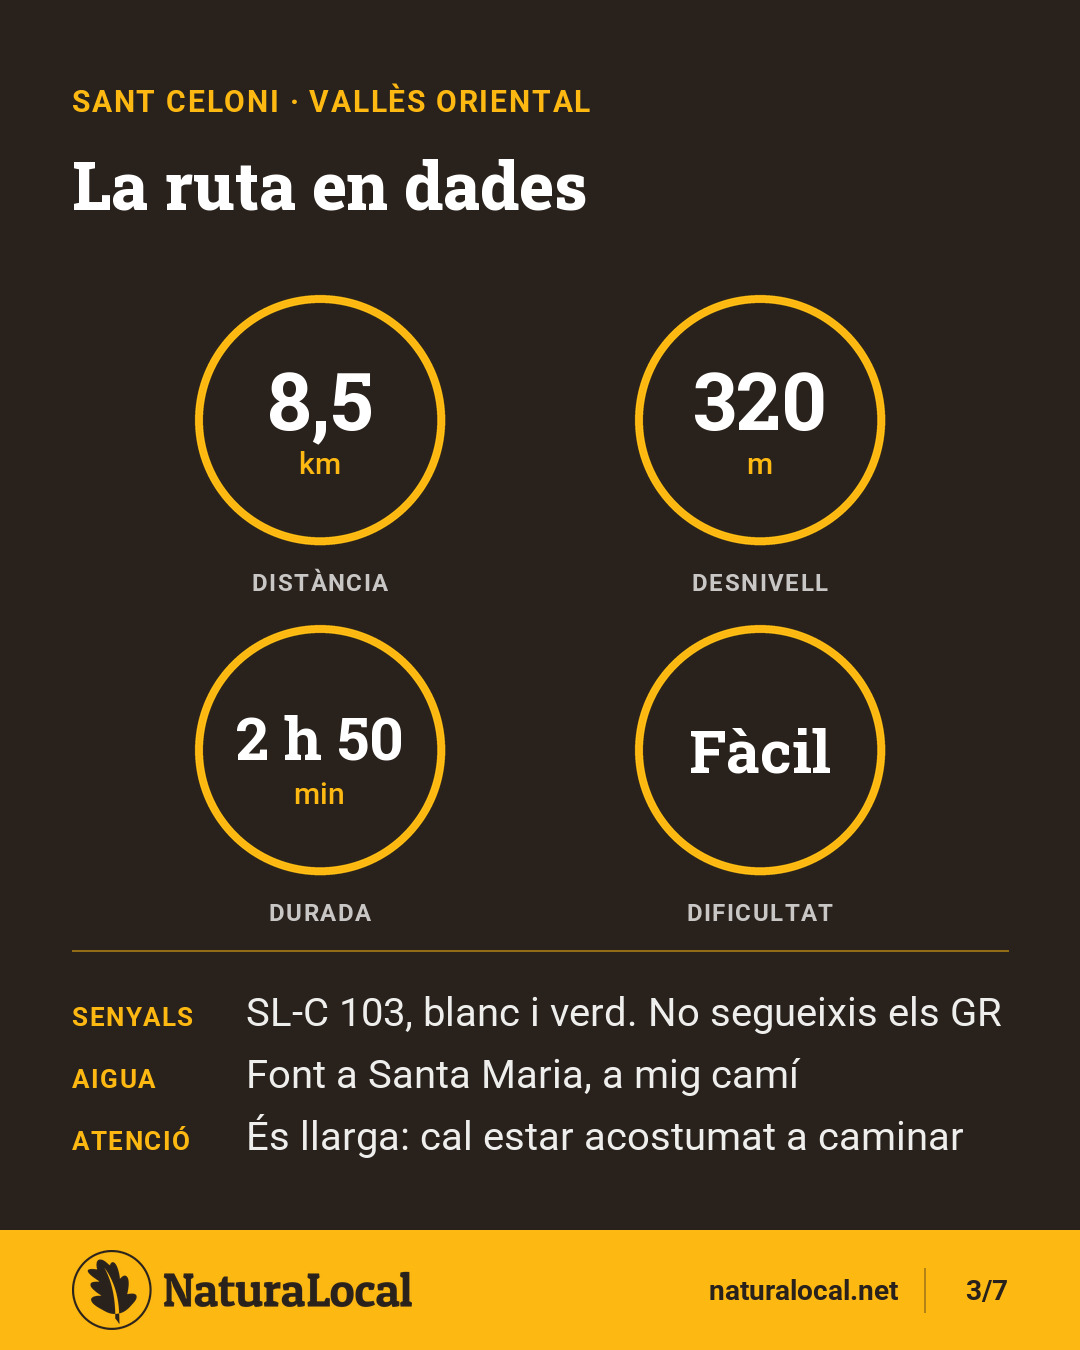 SANT CELONI · VALLÈS ORIENTAL
La ruta en dades
8,5
km
DISTÀNCIA
320
m
DESNIVELL
2 h 50
min
DURADA
Fàcil
DIFICULTAT
SENYALS SL-C 103, blanc i verd. No segueixis els GR
AIGUA Font a Santa Maria, a mig camí
ATENCIÓ És llarga: cal estar acostumat a caminar
NaturaLocal
naturalocal.net 3/7